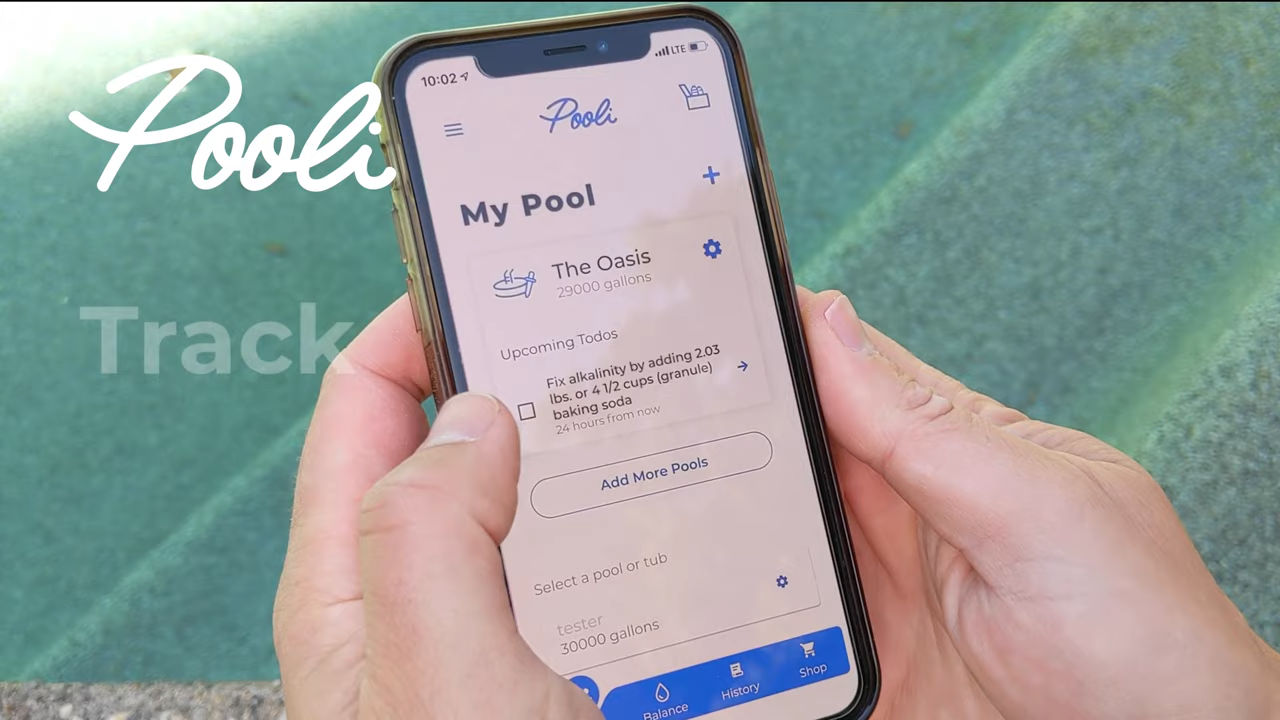 Pooli
Track
10:02
LTE
Pooli
My Pool
The Oasis
29000 gallons
Upcoming Todos
Fix alkalinity by adding 2.03
lbs. or 4 1/2 cups (granule)
baking soda
24 hours from now
Add More Pools
Select a pool or tub
tester
30000 gallons
Balance
History
Shop